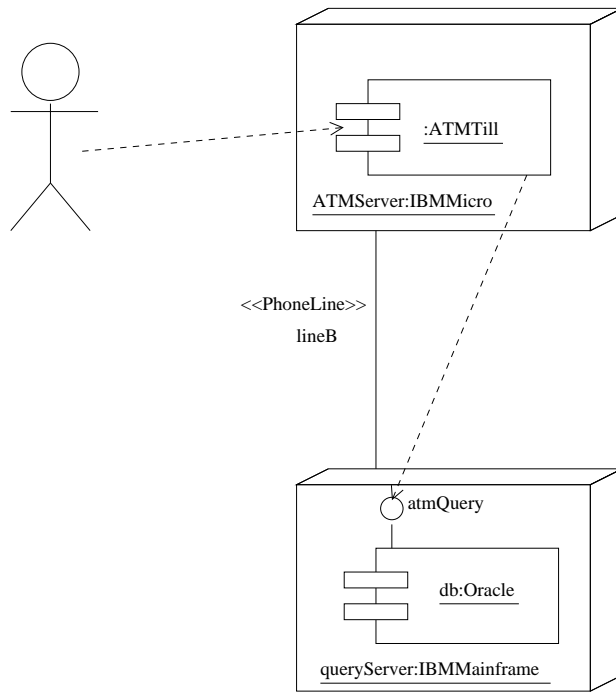 :ATMTill
ATMServer:IBMMicro
<<PhoneLine>>
lineB
atmQuery
db:Oracle
queryServer:IBMMainframe